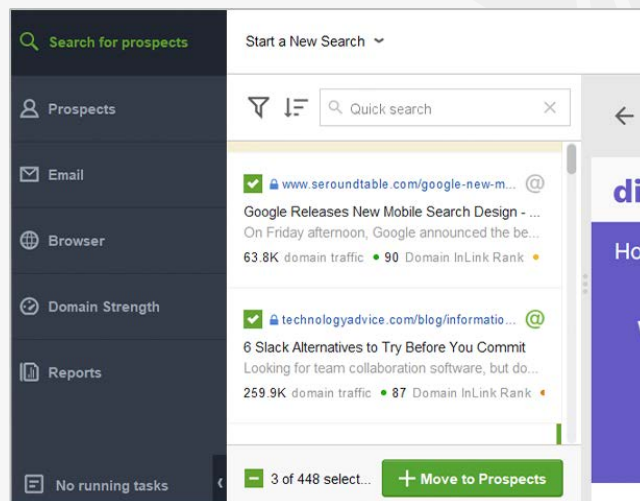 Search for prospects
Prospects
Email
Browser
Domain Strength
Reports
No running tasks
Start a New Search
Quick search
www.seroundtable.com/google-new-m... @
Google Releases New Mobile Search Design - ...
On Friday afternoon, Google announced the be...
63.8K domain traffic • 90 Domain InLink Rank •
technologyadvice.com/blog/informatio... @
6 Slack Alternatives to Try Before You Commit
Looking for team collaboration software, but do...
259.9K domain traffic • 87 Domain InLink Rank •
3 of 448 select...
+ Move to Prospects
di
Ho